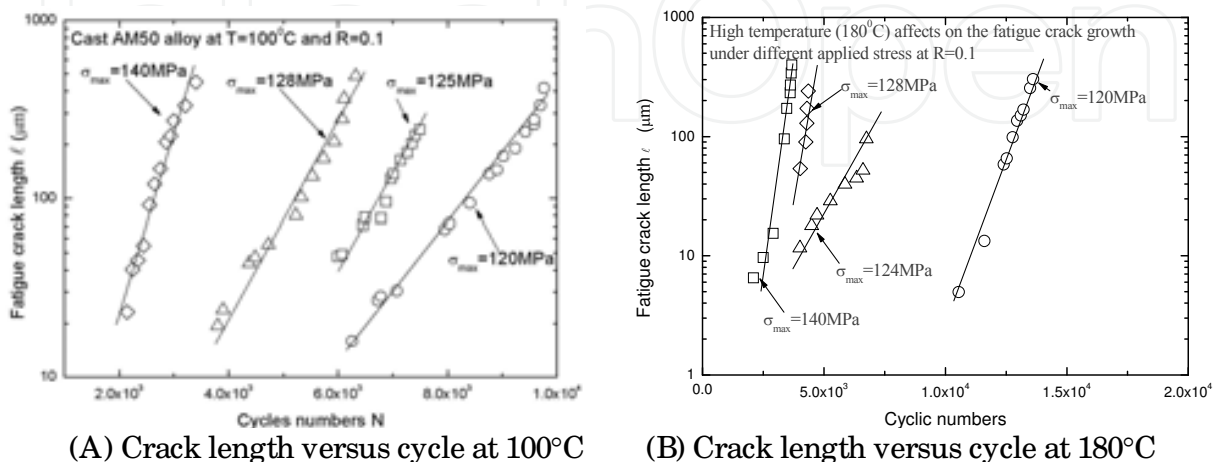 Cast AM50 alloy at T=100°C and R=0.1
σmax=140MPa
σmax=128MPa
σmax=125MPa
σmax=120MPa
Fatigue crack length ℓ (μm)
1000
100
10
2.0x10³
4.0x10³
6.0x10³
8.0x10³
1.0x10⁴
Cycles numbers N
(A) Crack length versus cycle at 100°C
High temperature (180°C) affects on the fatigue crack growth
under different applied stress at R=0.1
σmax=128MPa
σmax=120MPa
σmax=124MPa
σmax=140MPa
Fatigue crack length ℓ (μm)
1000
100
10
1
0.0
5.0x10³
1.0x10⁴
1.5x10⁴
2.0x10⁴
Cyclic numbers
(B) Crack length versus cycle at 180°C